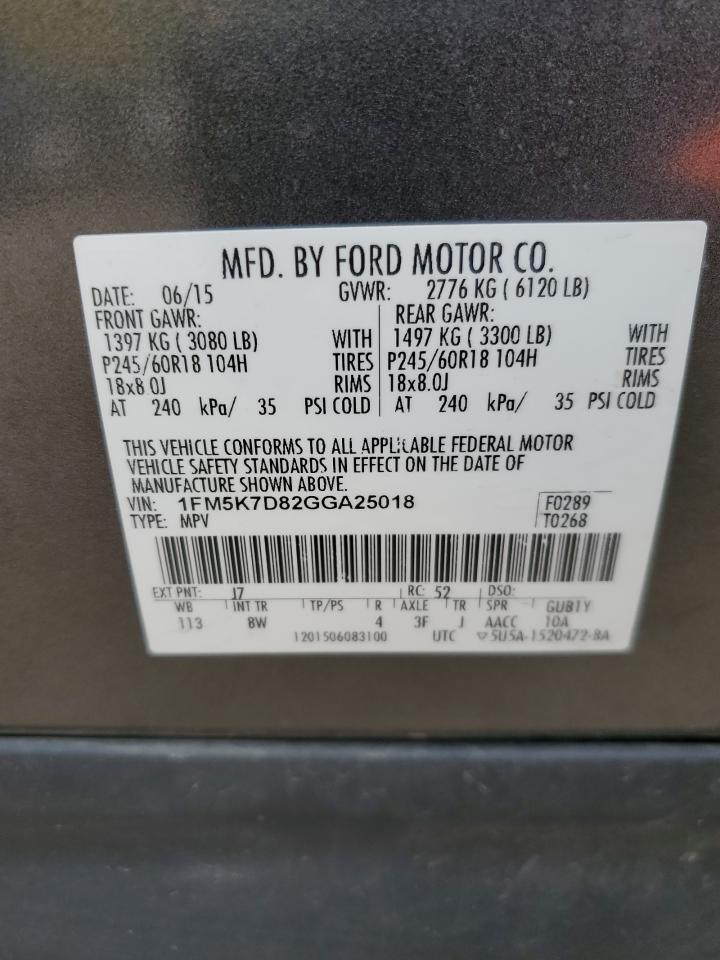 MFD. BY FORD MOTOR CO.
DATE: 06/15 GVWR: 2776 KG ( 6120 LB)
FRONT GAWR: REAR GAWR:
1397 KG ( 3080 LB) WITH 1497 KG ( 3300 LB) WITH
P245/60R18 104H TIRES P245/60R18 104H TIRES
18x8.0J RIMS 18x8.0J RIMS
AT 240 kPa/ 35 PSI COLD AT 240 kPa/ 35 PSI COLD
THIS VEHICLE CONFORMS TO ALL APPLICABLE FEDERAL MOTOR
VEHICLE SAFETY STANDARDS IN EFFECT ON THE DATE OF
MANUFACTURE SHOWN ABOVE.
VIN: 1FM5K7D82GGA25018 F0289
TYPE: MPV T0268
EXT PNT: J7 RC: 52 DSO:
WB INT TR TP/PS R AXLE TR SPR GUB1Y
113 8W 4 3F J AACC 10A
1201506083100 UTC ▽5U5A-1520472-8A